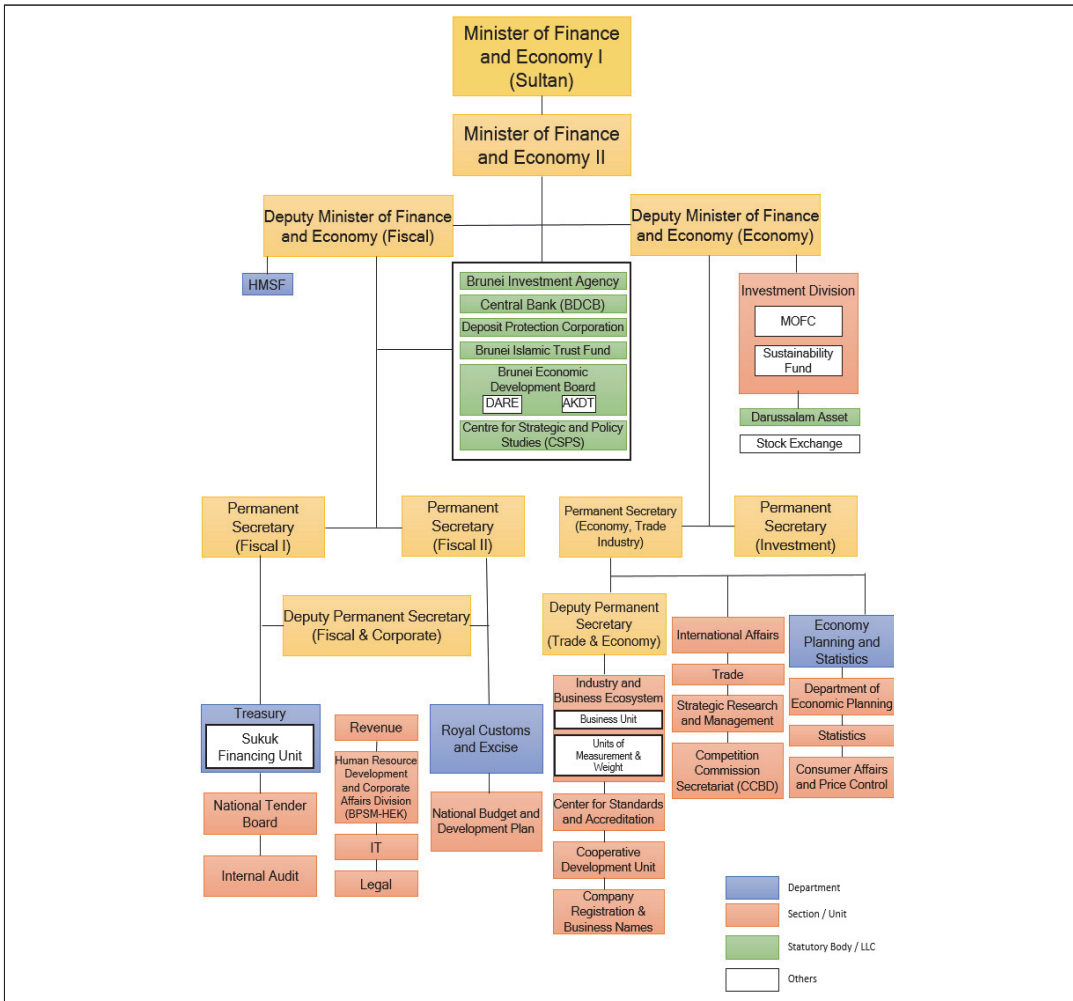 Minister of Finance
and Economy I
(Sultan)
Minister of Finance
and Economy II
Deputy Minister of Finance
and Economy (Fiscal)
Deputy Minister of Finance
and Economy (Economy)
HMSF
Brunei Investment Agency
Central Bank (BDCB)
Deposit Protection Corporation
Brunei Islamic Trust Fund
Brunei Economic
Development Board
DARE
AKDT
Centre for Strategic and Policy
Studies (CSPS)
Investment Division
MOFC
Sustainability
Fund
Darussalam Asset
Stock Exchange
Permanent
Secretary
(Fiscal I)
Permanent
Secretary
(Fiscal II)
Permanent Secretary
(Economy, Trade
Industry)
Permanent
Secretary
(Investment)
Deputy Permanent Secretary
(Fiscal & Corporate)
Deputy Permanent
Secretary
(Trade & Economy)
International Affairs
Trade
Strategic Research
and Management
Competition
Commission
Secretariat (CCBD)
Economy
Planning and
Statistics
Department of
Economic Planning
Statistics
Consumer Affairs
and Price Control
Treasury
Sukuk
Financing Unit
National Tender
Board
Internal Audit
Revenue
Human Resource
Development
and Corporate
Affairs Division
(BPSM-HEK)
IT
Legal
Royal Customs
and Excise
National Budget and
Development Plan
Industry and
Business Ecosystem
Business Unit
Units of
Measurement &
Weight
Center for Standards
and Accreditation
Cooperative
Development Unit
Company
Registration &
Business Names
Department
Section / Unit
Statutory Body / LLC
Others